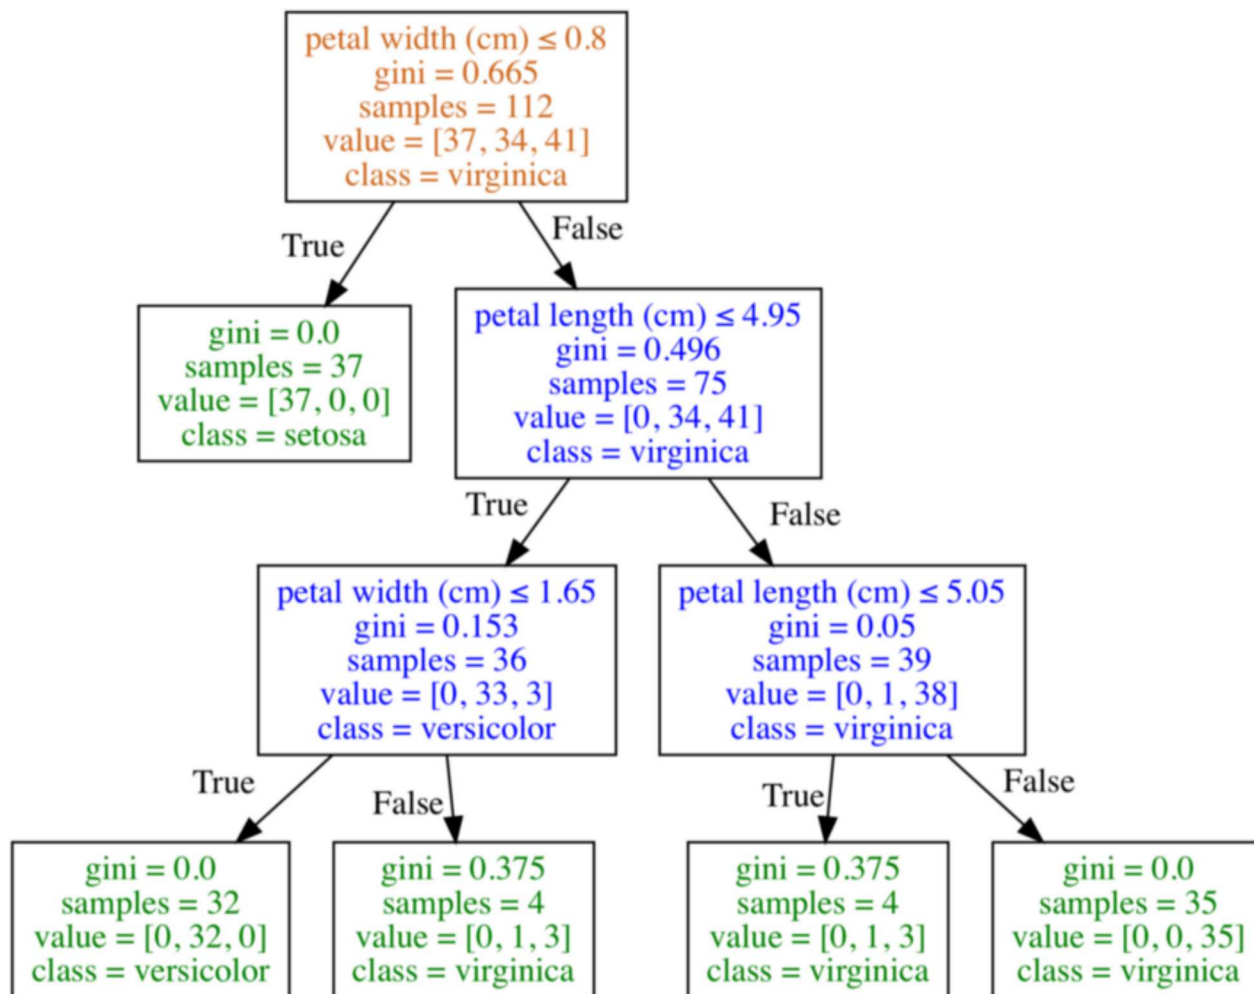 petal width (cm) ≤ 0.8
gini = 0.665
samples = 112
value = [37, 34, 41]
class = virginica
True
False
gini = 0.0
samples = 37
value = [37, 0, 0]
class = setosa
petal length (cm) ≤ 4.95
gini = 0.496
samples = 75
value = [0, 34, 41]
class = virginica
True
False
petal width (cm) ≤ 1.65
gini = 0.153
samples = 36
value = [0, 33, 3]
class = versicolor
petal length (cm) ≤ 5.05
gini = 0.05
samples = 39
value = [0, 1, 38]
class = virginica
True
False
True
False
gini = 0.0
samples = 32
value = [0, 32, 0]
class = versicolor
gini = 0.375
samples = 4
value = [0, 1, 3]
class = virginica
gini = 0.375
samples = 4
value = [0, 1, 3]
class = virginica
gini = 0.0
samples = 35
value = [0, 0, 35]
class = virginica